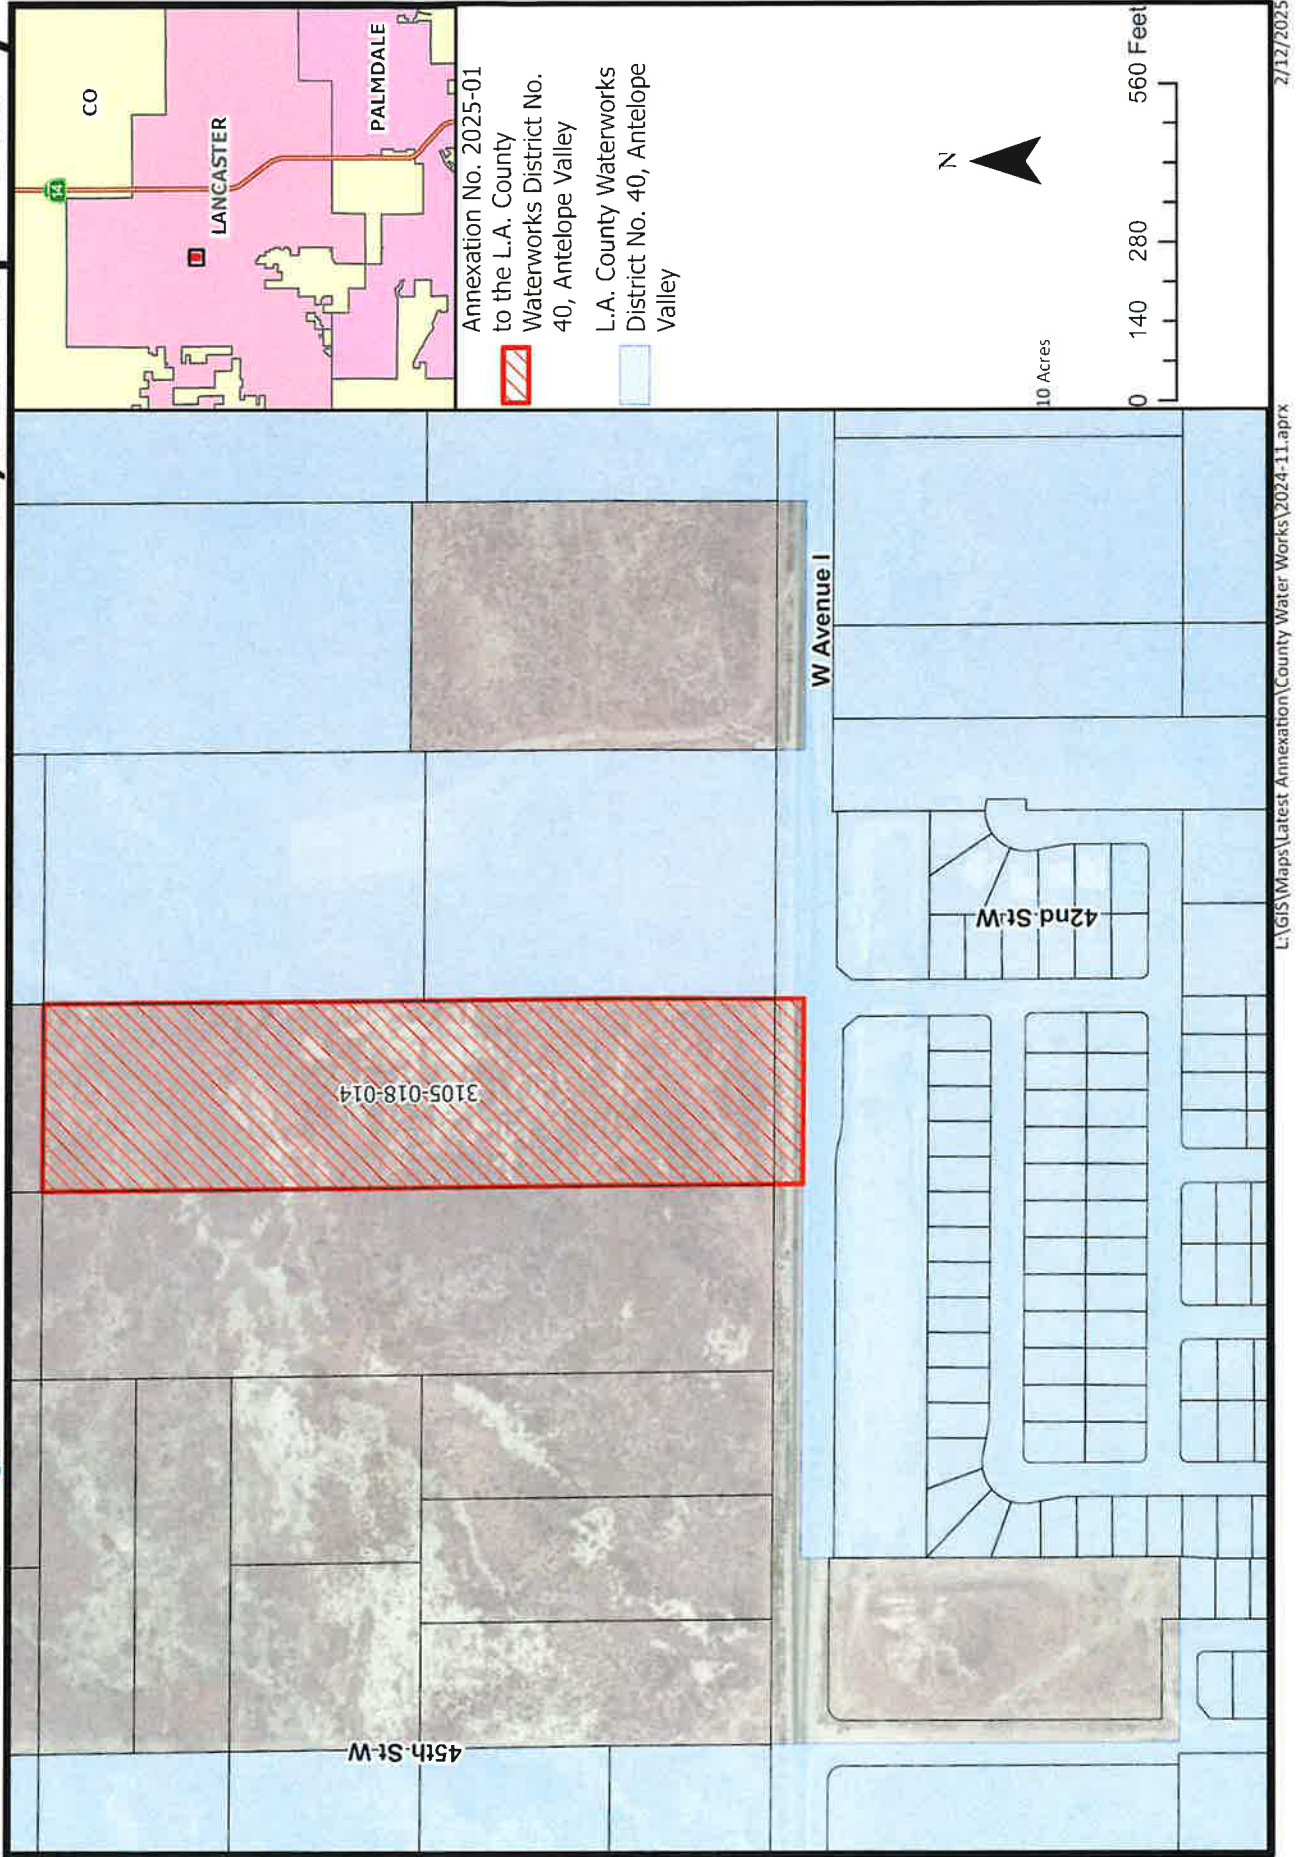 CO
14
LANCASTER
PALMDALE
Annexation No. 2025-01
to the L.A. County
Waterworks District No.
40, Antelope Valley
L.A. County Waterworks
District No. 40, Antelope
Valley
N
10 Acres
0 140 280 560 Feet
3105-018-014
W Avenue I
42nd St W
45th St W
L:\GIS\Maps\Latest Annexation\County Water Works\2024-11.aprx
2/12/2025